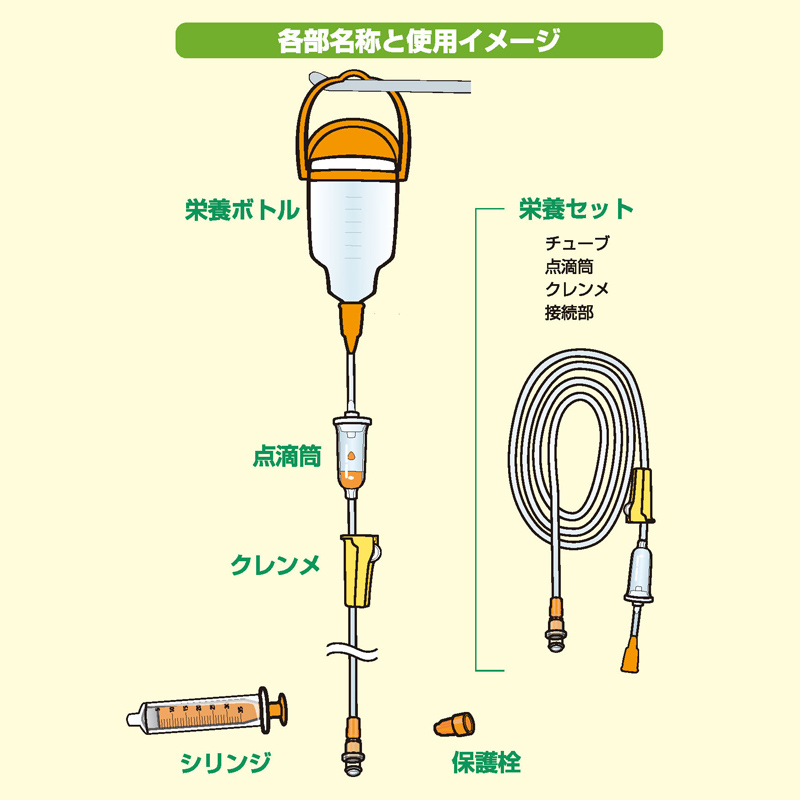 各部名称と使用イメージ
栄養ボトル
栄養セット
チューブ
点滴筒
クレンメ
接続部
点滴筒
クレンメ
シリンジ
保護栓